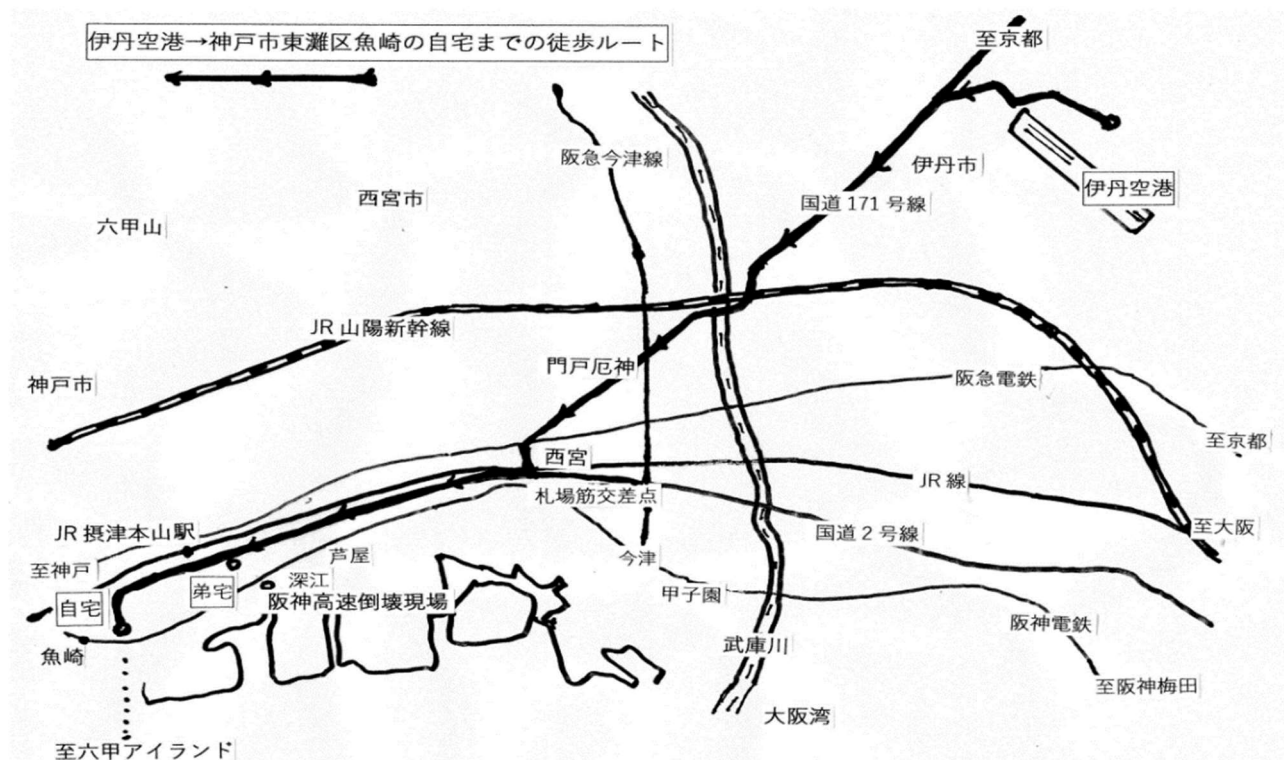 伊丹空港→神戸市東灘区魚崎の自宅までの徒歩ルート
至京都
阪急今津線
伊丹市
伊丹空港
西宮市
国道171号線
六甲山
JR山陽新幹線
門戸厄神
神戸市
阪急電鉄
至京都
西宮
JR線
札場筋交差点
至大阪
国道2号線
JR摂津本山駅
芦屋
今津
至神戸
深江
弟宅
自宅
甲子園
阪神高速倒壊現場
阪神電鉄
武庫川
魚崎
至阪神梅田
大阪湾
至六甲アイランド